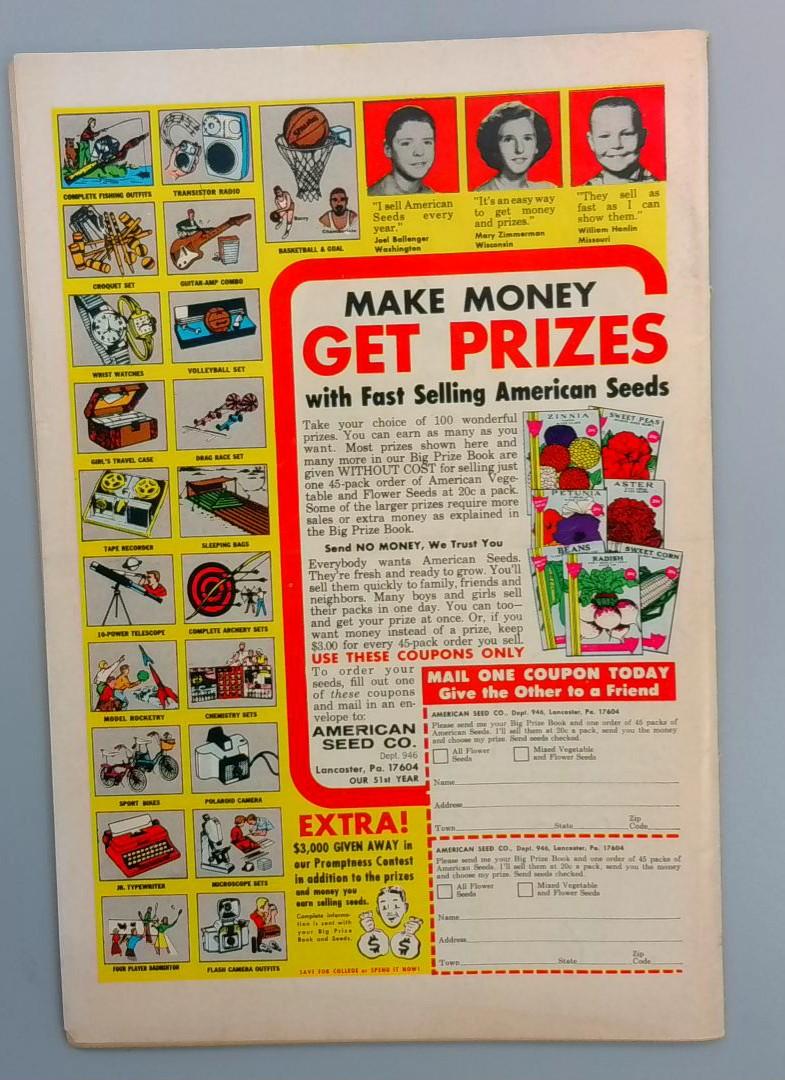 COMPLETE FISHING OUTFITS
TRANSISTOR RADIO
SPALDING
Barry
Chamberlain
BASKETBALL & GOAL
CROQUET SET
GUITAR-AMP COMBO
WRIST WATCHES
VOLLEYBALL SET
GIRL'S TRAVEL CASE
DRAG RACE SET
TAPE RECORDER
SLEEPING BAGS
10-POWER TELESCOPE
COMPLETE ARCHERY SETS
MODEL ROCKETRY
CHEMISTRY SETS
SPORT BIKES
POLAROID CAMERA
JR. TYPEWRITER
MICROSCOPE SETS
FOUR PLAYER BADMINTON
FLASH CAMERA OUTFITS
"I sell American
Seeds every
year."
Joel Ballenger
Washington
"It's an easy way
to get money
and prizes."
Mary Zimmerman
Wisconsin
"They sell as
fast as I can
show them."
William Hanlin
Missouri
MAKE MONEY
GET PRIZES
with Fast Selling American Seeds
Take your choice of 100 wonderful
prizes. You can earn as many as you
want. Most prizes shown here and
many more in our Big Prize Book are
given WITHOUT COST for selling just
one 45-pack order of American Vege-
table and Flower Seeds at 20c a pack.
Some of the larger prizes require more
sales or extra money as explained in
the Big Prize Book.
Send NO MONEY, We Trust You
Everybody wants American Seeds.
They're fresh and ready to grow. You'll
sell them quickly to family, friends and
neighbors. Many boys and girls sell
their packs in one day. You can too—
and get your prize at once. Or, if you
want money instead of a prize, keep
$3.00 for every 45-pack order you sell.
ZINNIA
SWEET PEAS
PETUNIA
ASTER
BEANS
RADISH
SWEET CORN
USE THESE COUPONS ONLY
To order your
seeds, fill out one
of these coupons
and mail in an en-
velope to:
AMERICAN
SEED CO.
Dept. 946
Lancaster, Pa. 17604
OUR 51st YEAR
MAIL ONE COUPON TODAY
Give the Other to a Friend
AMERICAN SEED CO., Dept. 946, Lancaster, Pa. 17604
Please send me your Big Prize Book and one order of 45 packs of
American Seeds. I'll sell them at 20c a pack, send you the money
and choose my prize. Send seeds checked.
All Flower
Seeds
Mixed Vegetable
and Flower Seeds
Name
Address
Town State Zip Code
AMERICAN SEED CO., Dept. 946, Lancaster, Pa. 17604
Please send me your Big Prize Book and one order of 45 packs of
American Seeds. I'll sell them at 20c a pack, send you the money
and choose my prize. Send seeds checked.
All Flower
Seeds
Mixed Vegetable
and Flower Seeds
Name
Address
Town State Zip Code
EXTRA!
$3,000 GIVEN AWAY in
our Promptness Contest
in addition to the prizes
and money you
earn selling seeds.
Complete informa-
tion is sent with
your Big Prize
Book and Seeds.
$ $
SAVE FOR COLLEGE or SPEND IT NOW!